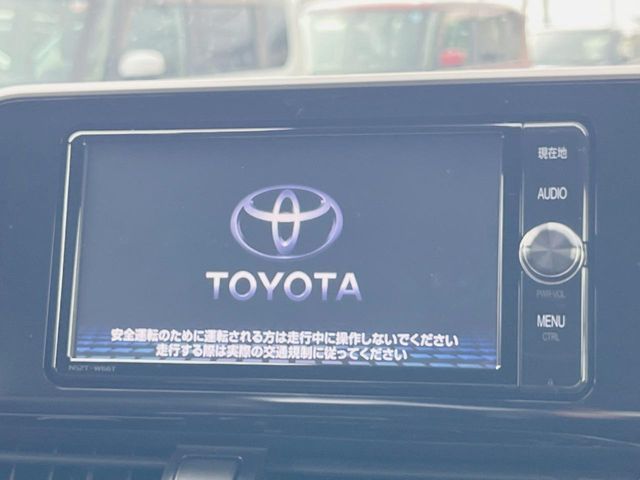 現在地
AUDIO
TOYOTA
PWR·VOL
安全運転のために運転される方は走行中に操作しないでください
走行する際は実際の交通規制に従ってください
MENU
CTRL
NSZT-W66T